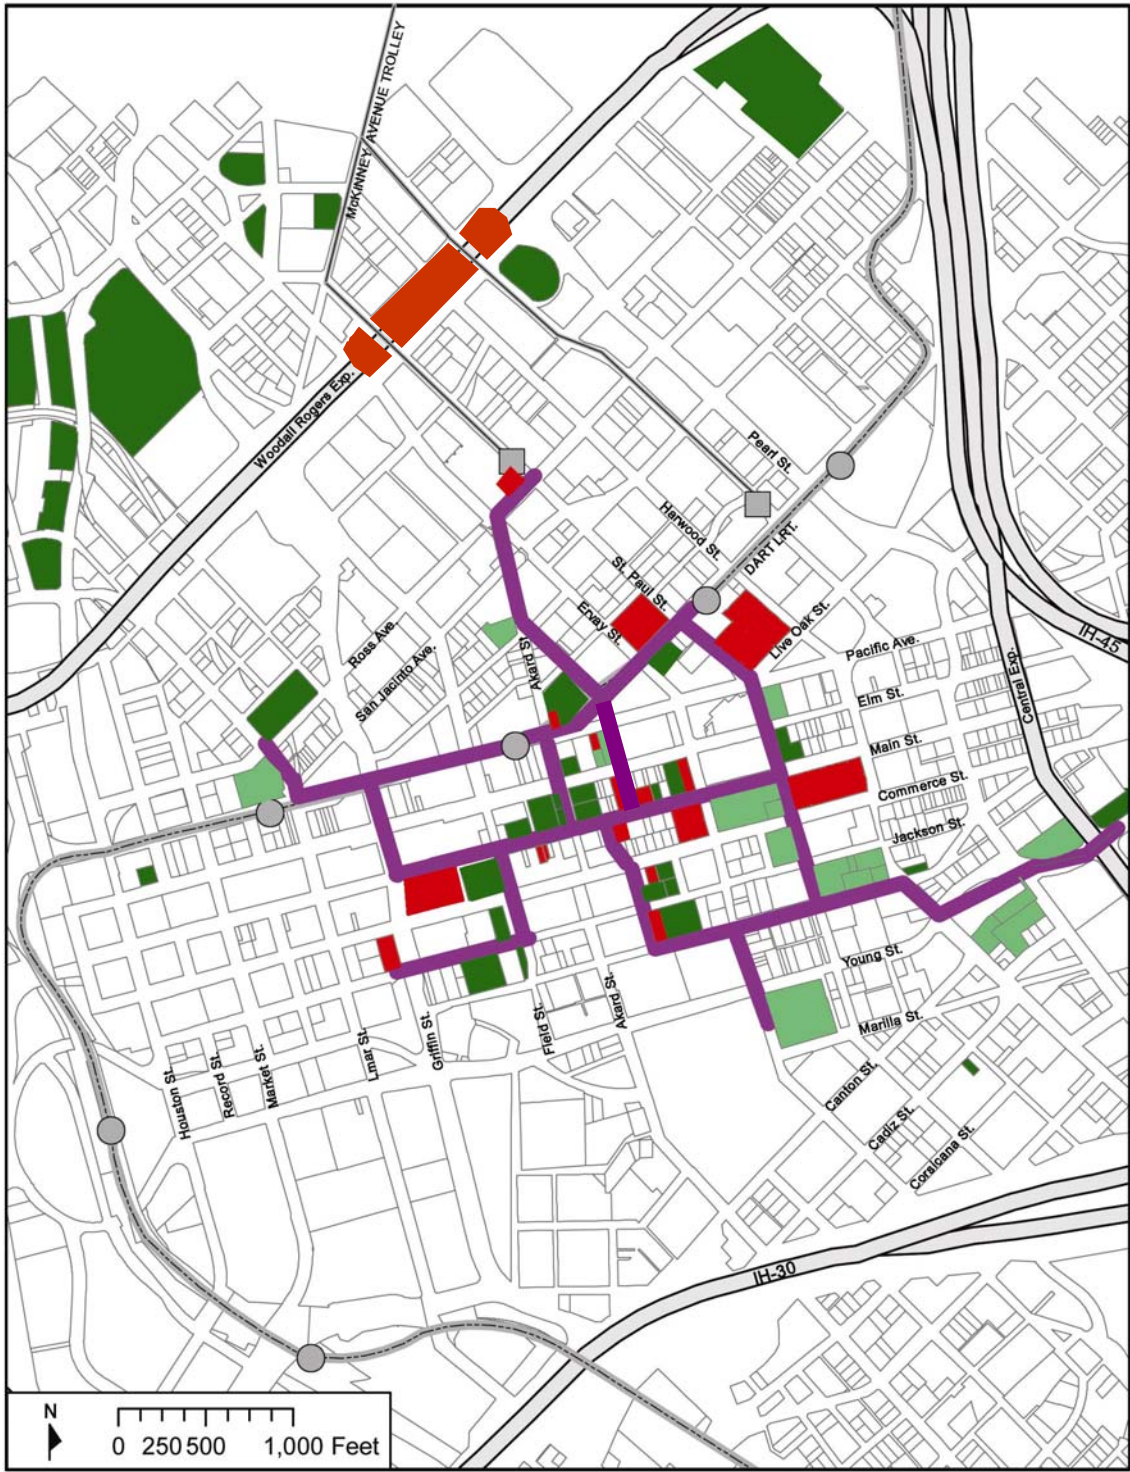 McKINNEY AVENUE TROLLEY
Woodall Rogers Exp.
Pearl St.
Harwood St.
DART LRT.
St. Paul St.
Ervay St.
Live Oak St.
Ross Ave.
San Jacinto Ave.
Akard St.
Pacific Ave.
IH-45
Central Exp.
Elm St.
Main St.
Commerce St.
Jackson St.
Young St.
Marilla St.
Akard St.
Field St.
Griffin St.
Lmar St.
Market St.
Record St.
Houston St.
Canton St.
Cadiz St.
Corsicana St.
IH-30
N
0 250 500 1,000 Feet